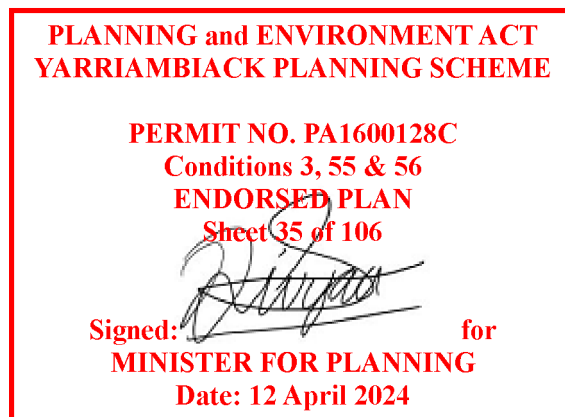 PLANNING and ENVIRONMENT ACT
YARRIAMBIACK PLANNING SCHEME
PERMIT NO. PA1600128C
Conditions 3, 55 & 56
ENDORSED PLAN
Sheet 35 of 106
Signed: for
MINISTER FOR PLANNING
Date: 12 April 2024